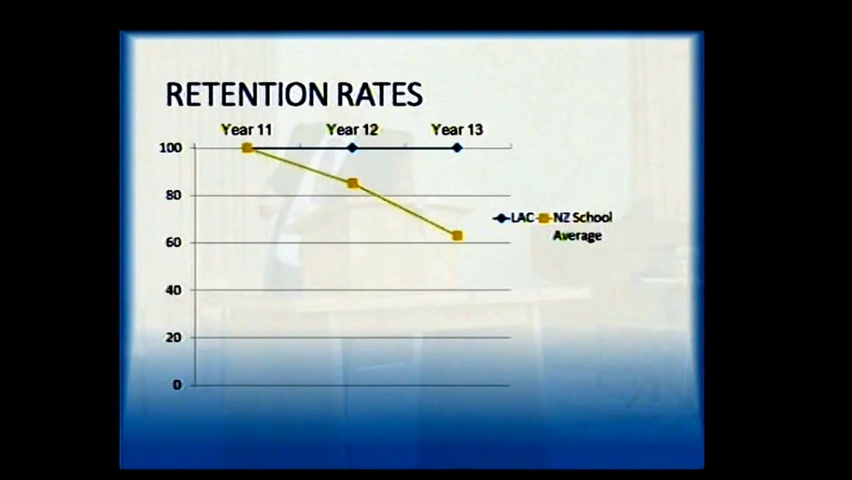 RETENTION RATES
Year 11 Year 12 Year 13
100
80
60
40
20
0
LAC NZ School
Average